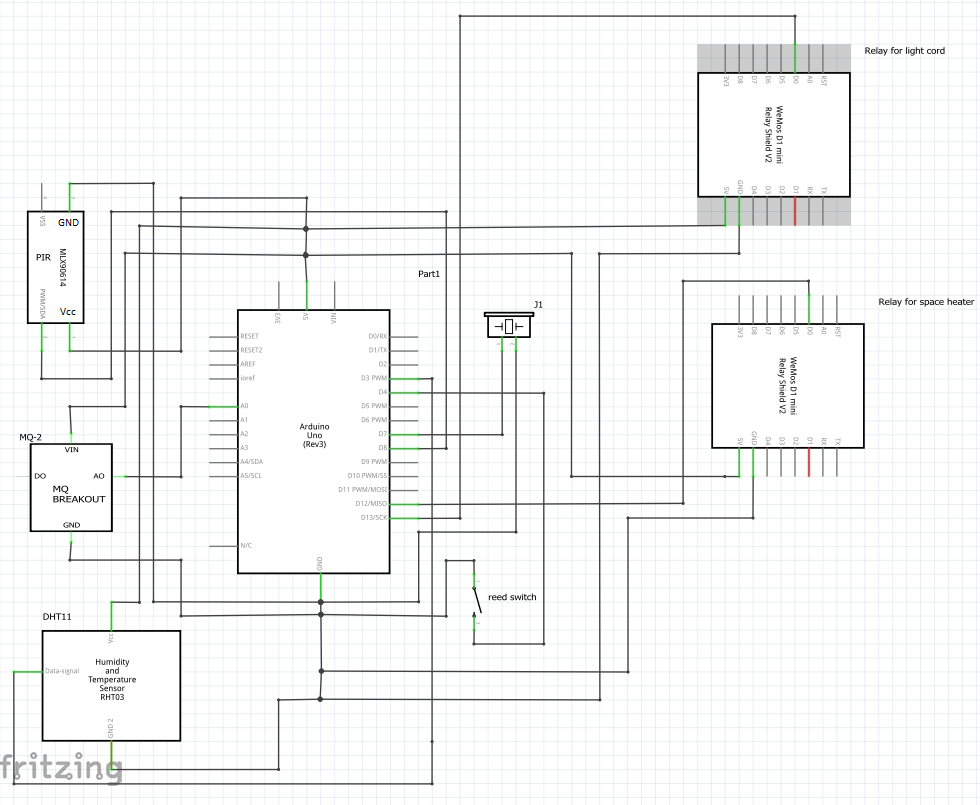 Relay for light cord
3V3
D8
D7
D6
D5
D0
A0
RST
WeMos D1 mini
Relay Shield V2
5V
GND
D4
D3
D2
D1
RX
TX
VSS
GND
PIR
MLX90614
PWM/SDA
Vcc
Part1
3V3
5V
VIN
RESET
RESET2
AREF
ioref
A0
A1
A2
A3
A4/SDA
A5/SCL
N/C
Arduino
Uno
(Rev3)
D0/RX
D1/TX
D2
D3 PWM
D4
D5 PWM
D6 PWM
D7
D8
D9 PWM
D10 PWM/SS
D11 PWM/MOSI
D12/MISO
D13/SCK
GND
J1
Relay for space heater
3V3
D8
D7
D6
D5
D0
A0
RST
WeMos D1 mini
Relay Shield V2
5V
GND
D4
D3
D2
D1
RX
TX
MQ-2
VIN
DO
AO
MQ
BREAKOUT
GND
reed switch
DHT11
Vcc
Data-signal
Humidity
and
Temperature
Sensor
RHT03
GND 2
fritzing